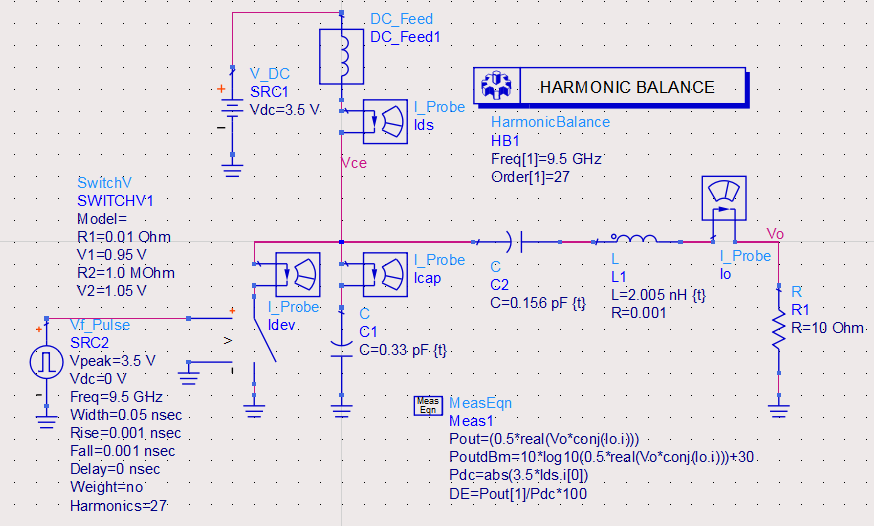 DC_Feed
DC_Feed1
V_DC
SRC1
Vdc=3.5 V
+
I_Probe
Ids
HARMONIC BALANCE
HarmonicBalance
HB1
Freq[1]=9.5 GHz
Order[1]=27
Vce
SwitchV
SWITCHV1
Model=
R1=0.01 Ohm
V1=0.95 V
R2=1.0 MOhm
V2=1.05 V
I_Probe
Idev
I_Probe
Icap
C
C1
C=0.33 pF {t}
C
C2
C=0.156 pF {t}
L
L1
L=2.005 nH {t}
R=0.001
I_Probe
Io
Vo
R
R1
R=10 Ohm
Vf_Pulse
SRC2
Vpeak=3.5 V
Vdc=0 V
Freq=9.5 GHz
Width=0.05 nsec
Rise=0.001 nsec
Fall=0.001 nsec
Delay=0 nsec
Weight=no
Harmonics=27
+
+
V
Meas
Eqn
MeasEqn
Meas1
Pout=(0.5*real(Vo*conj(Io.i)))
PoutdBm=10*log10(0.5*real(Vo*conj(Io.i)))+30
Pdc=abs(3.5*Ids.i[0])
DE=Pout[1]/Pdc*100